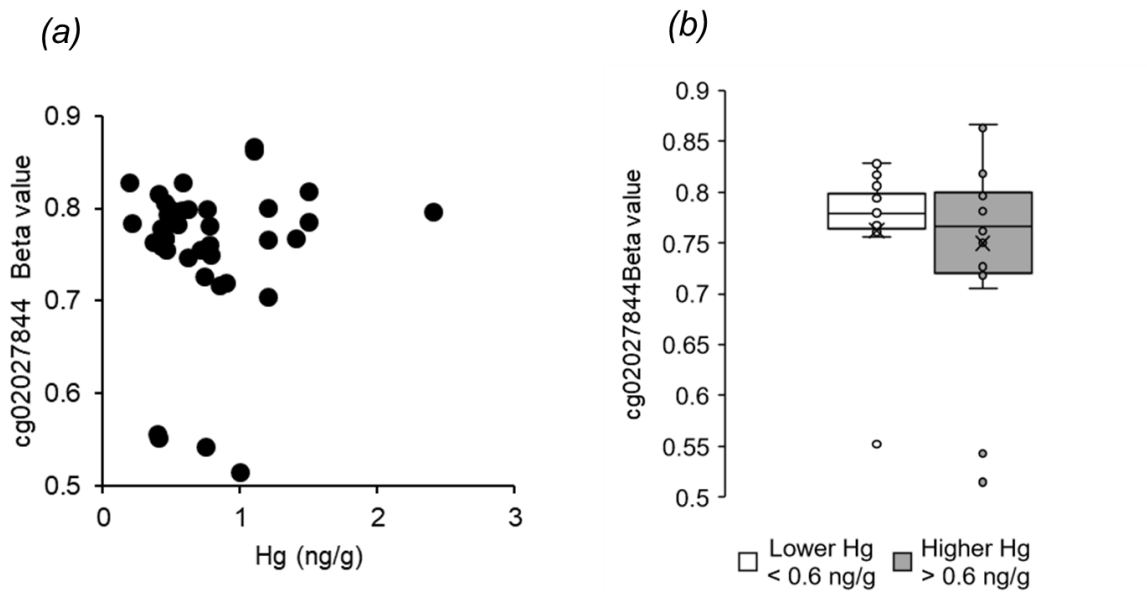 (a)
0.9
0.8
0.7
0.6
0.5
cg02027844 Beta value
0
1
2
3
Hg (ng/g)
(b)
0.9
0.85
0.8
0.75
0.7
0.65
0.6
0.55
0.5
cg02027844Beta value
Lower Hg
< 0.6 ng/g
Higher Hg
> 0.6 ng/g